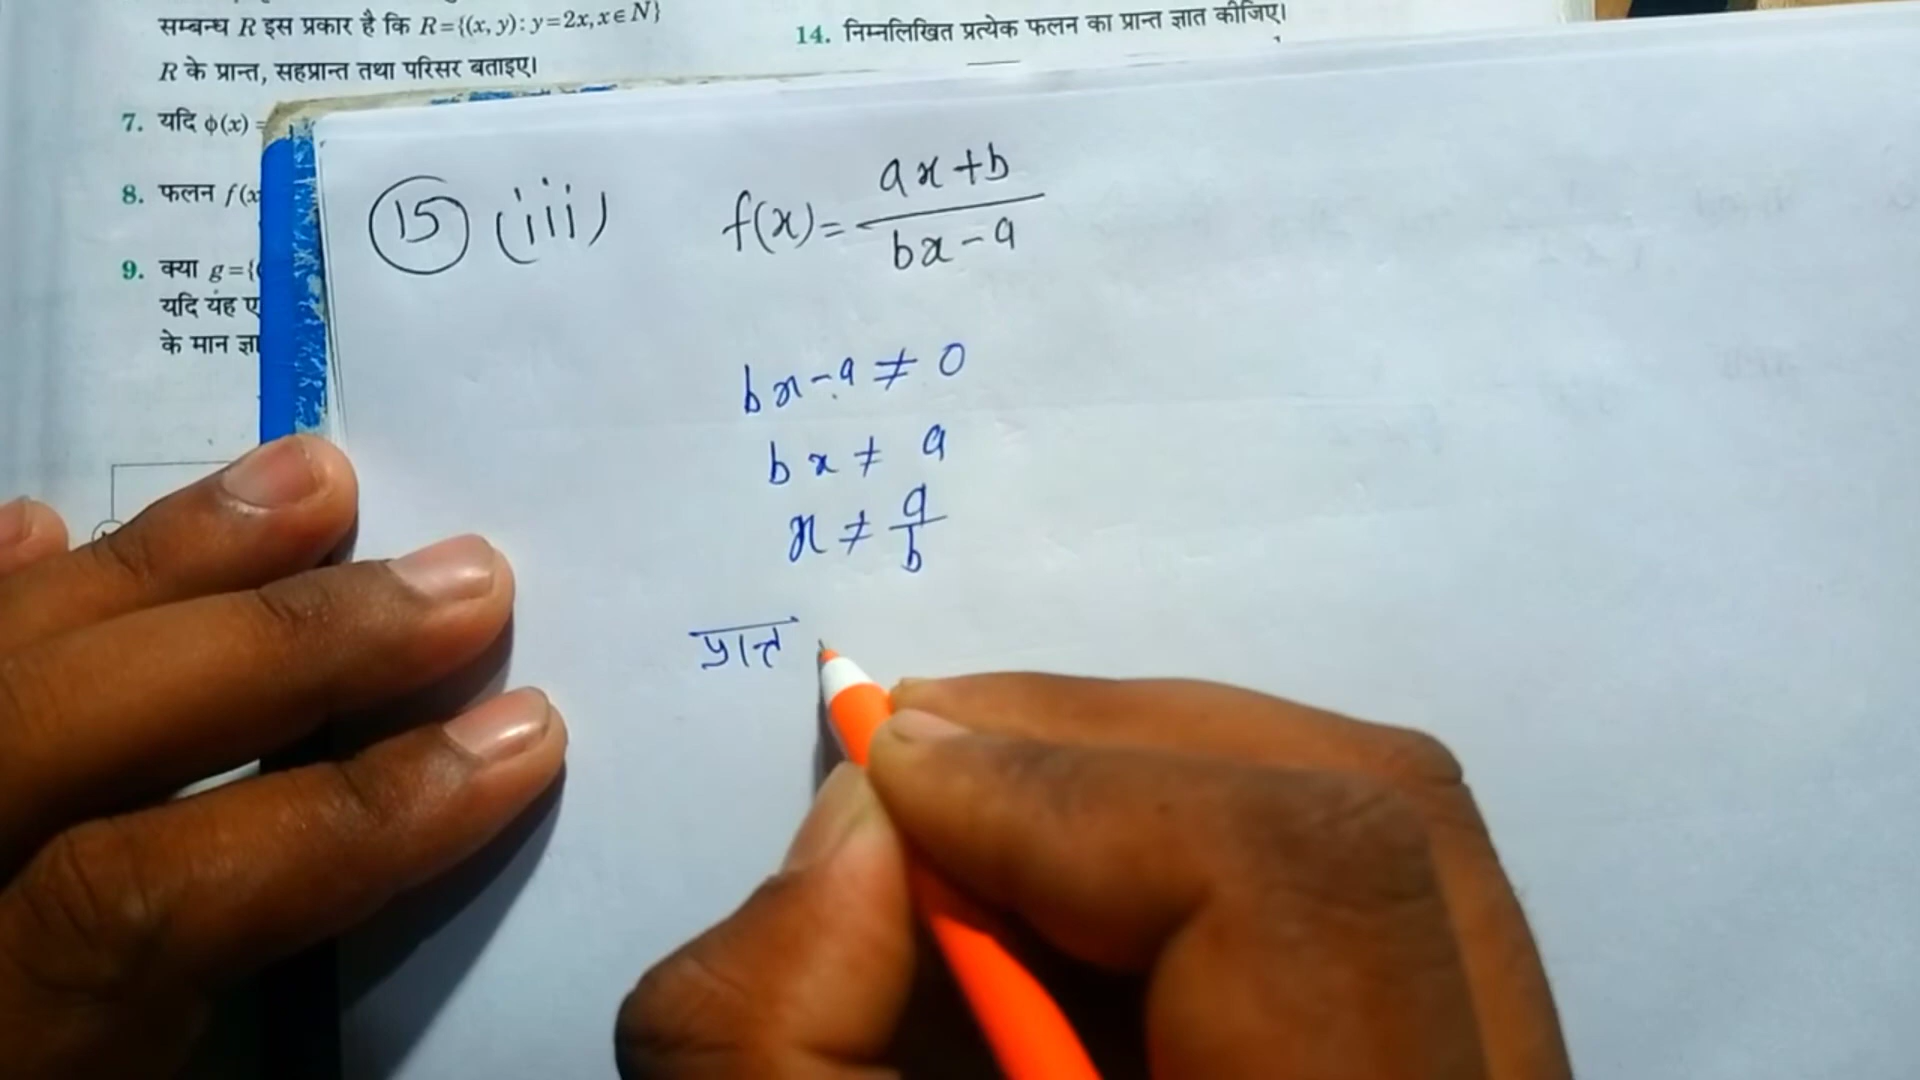 सम्बन्ध R इस प्रकार है कि R={(x, y): y=2x, x∈N}
R के प्रान्त, सहप्रान्त तथा परिसर बताइए।
7. यदि ϕ(x) =
8. फलन f(x
9. क्या g={(
यदि यह ए
के मान ज्ञा
14. निम्नलिखित प्रत्येक फलन का प्रान्त ज्ञात कीजिए।
15 (iii) f(x)= (ax+b)/(bx-a)
bx-a ≠ 0
bx ≠ a
x ≠ a/b
प्रान्त